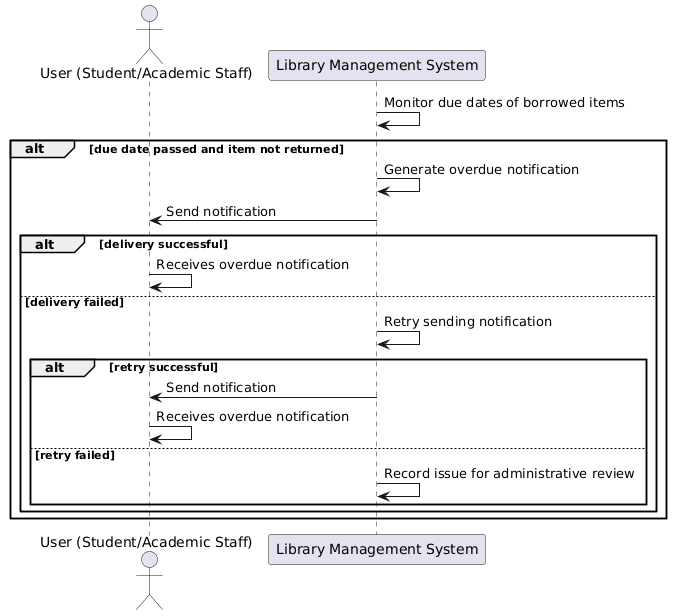 User (Student/Academic Staff)
Library Management System
Monitor due dates of borrowed items
alt [due date passed and item not returned]
Generate overdue notification
Send notification
alt [delivery successful]
Receives overdue notification
[delivery failed]
Retry sending notification
alt [retry successful]
Send notification
Receives overdue notification
[retry failed]
Record issue for administrative review
User (Student/Academic Staff)
Library Management System